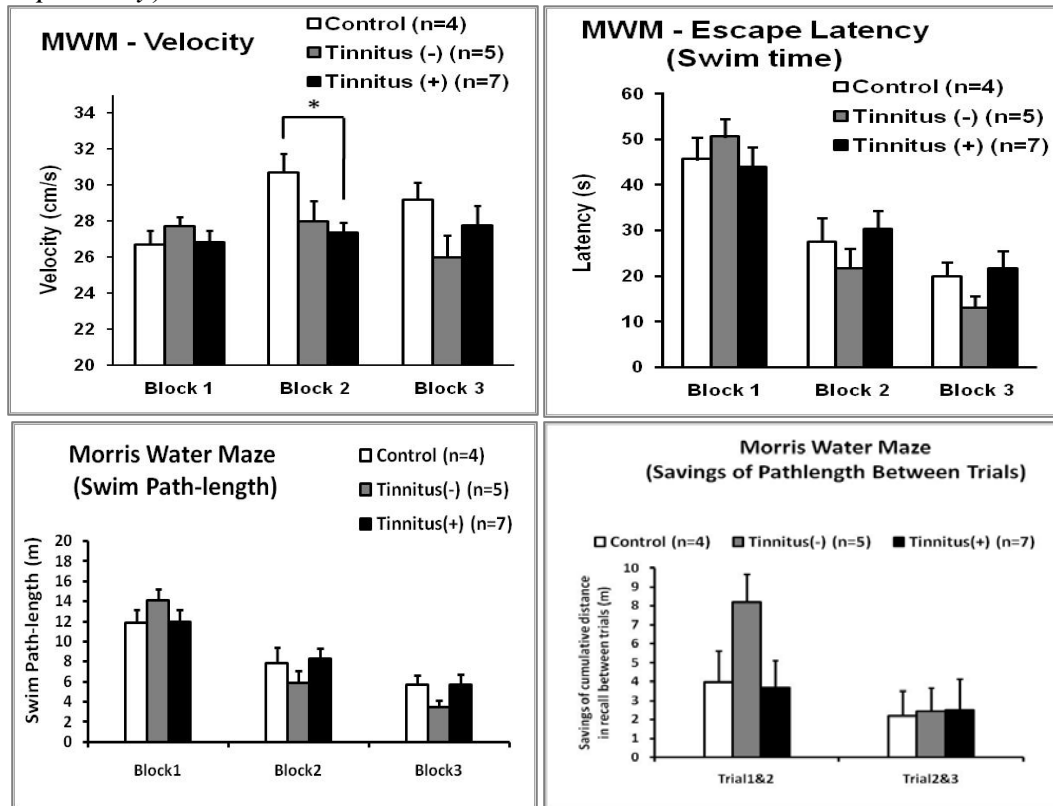 MWM - Velocity
Control (n=4)
Tinnitus (-) (n=5)
Tinnitus (+) (n=7)
*
Velocity (cm/s)
34
32
30
28
26
24
22
20
Block 1 Block 2 Block 3
MWM - Escape Latency
(Swim time)
Control (n=4)
Tinnitus (-) (n=5)
Tinnitus (+) (n=7)
Latency (s)
60
50
40
30
20
10
0
Block 1 Block 2 Block 3
Morris Water Maze
(Swim Path-length)
Control (n=4)
Tinnitus(-) (n=5)
Tinnitus(+) (n=7)
Swim Path-length (m)
20
18
16
14
12
10
8
6
4
2
0
Block1 Block2 Block3
Morris Water Maze
(Savings of Pathlength Between Trials)
Control (n=4) Tinnitus(-) (n=5) Tinnitus(+) (n=7)
Savings of cumulative distance
in recall between trials (m)
10
9
8
7
6
5
4
3
2
1
0
Trial1&2 Trial2&3